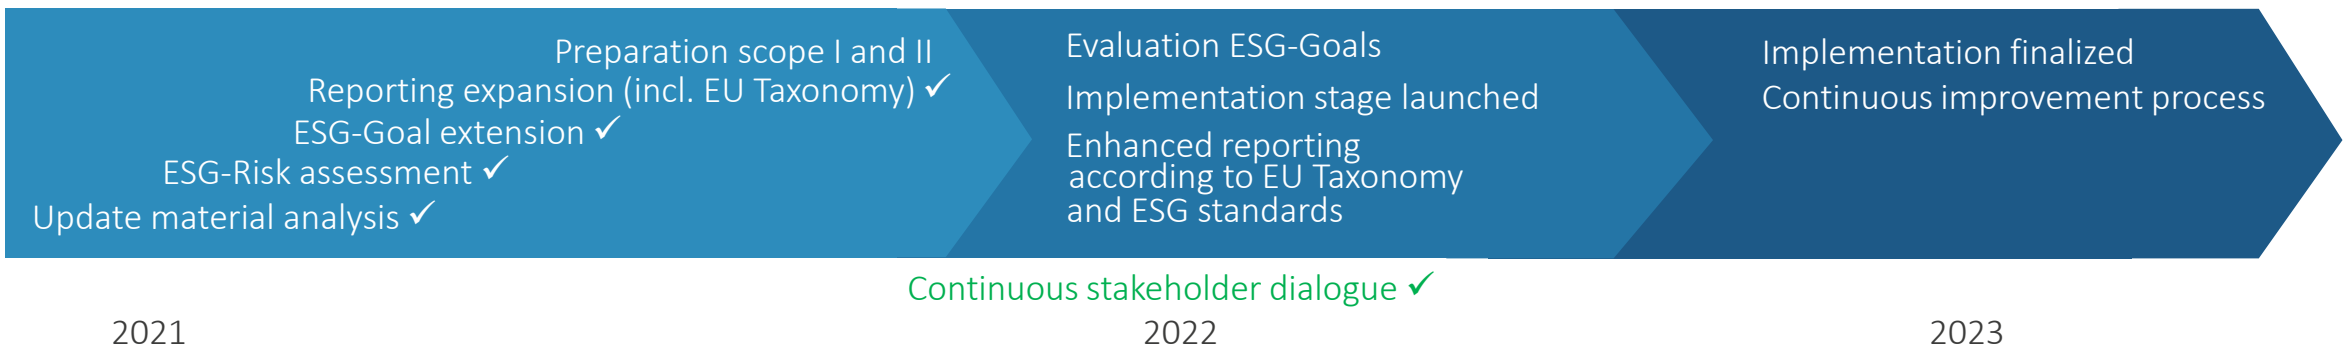 Preparation scope I and II
Reporting expansion (incl. EU Taxonomy) ✓
ESG-Goal extension ✓
ESG-Risk assessment ✓
Update material analysis ✓
Evaluation ESG-Goals
Implementation stage launched
Enhanced reporting
according to EU Taxonomy
and ESG standards
Implementation finalized
Continuous improvement process
Continuous stakeholder dialogue ✓
2021
2022
2023